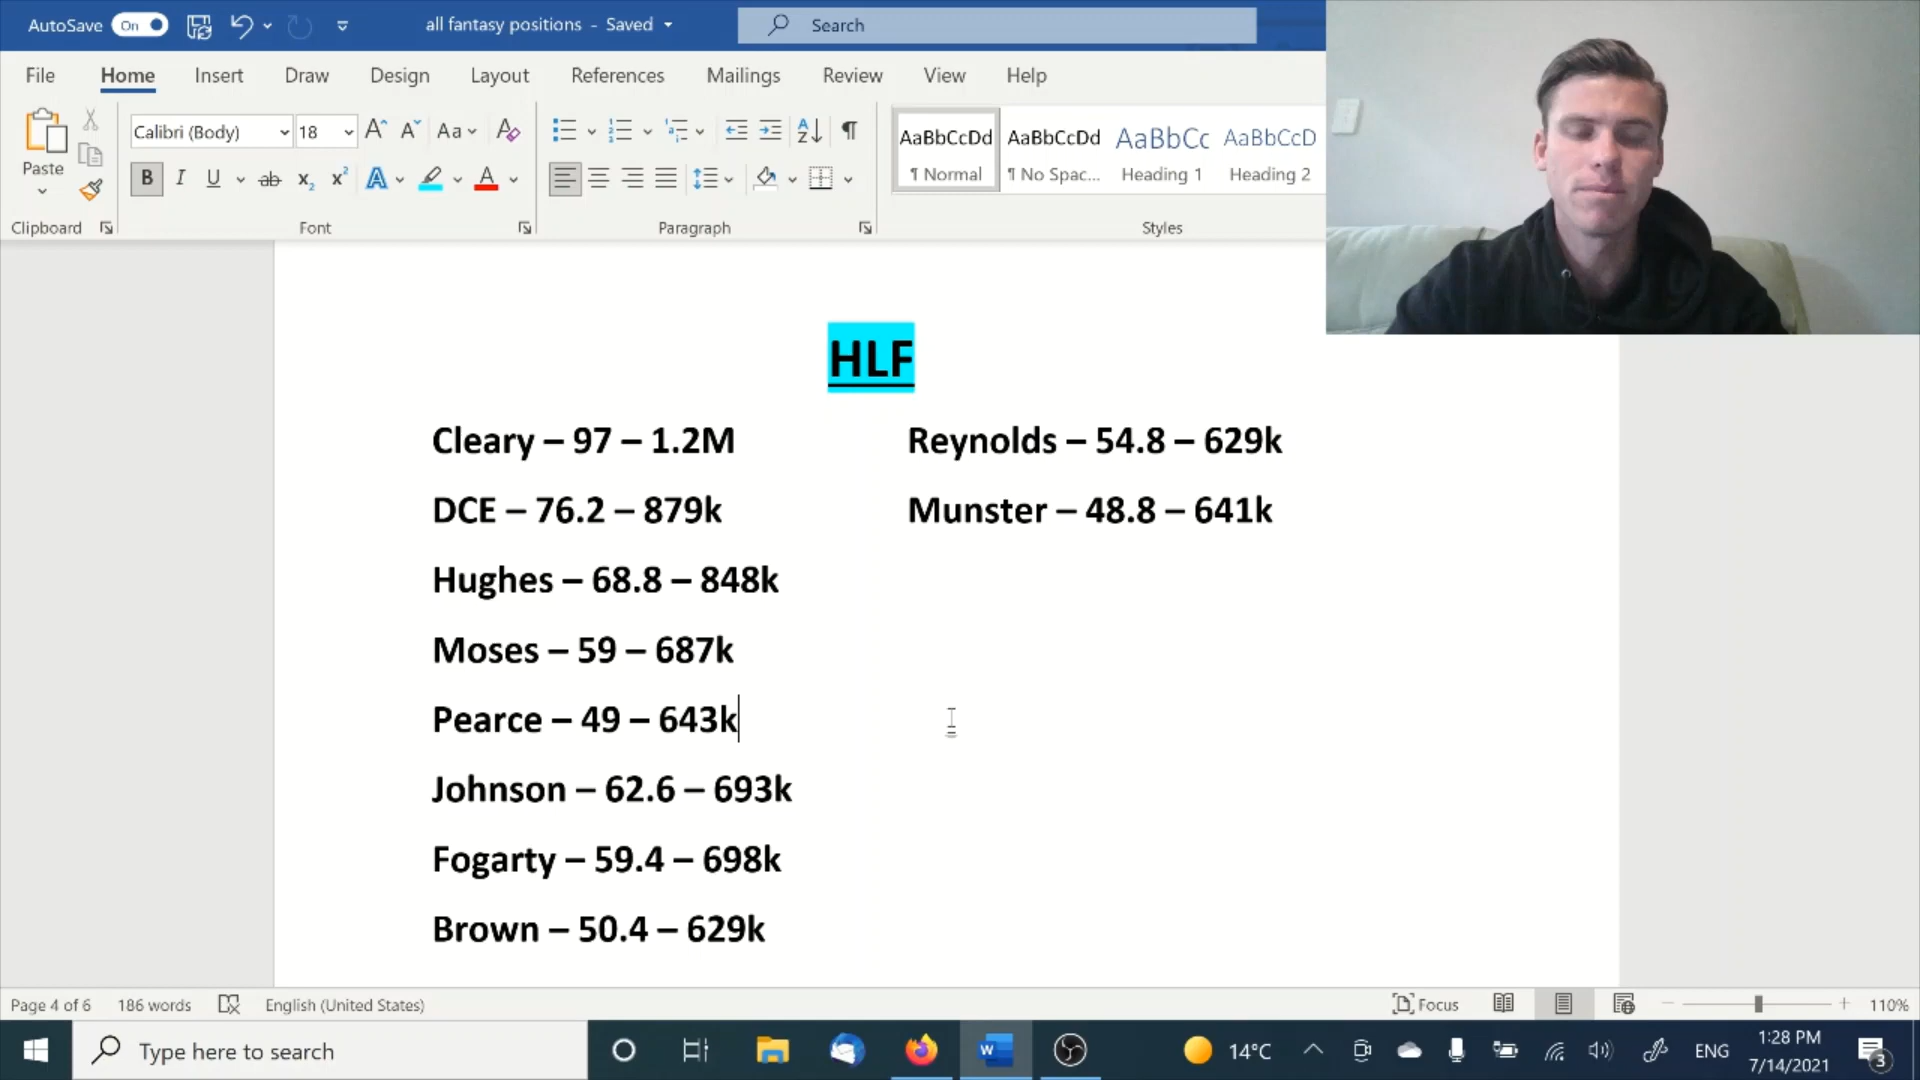 AutoSave On all fantasy positions - Saved Search
File Home Insert Draw Design Layout References Mailings Review View Help
Paste
Calibri (Body) 18 Aa
AaBbCcDd AaBbCcDd AaBbCc AaBbCcD
¶ Normal ¶ No Spac... Heading 1 Heading 2
Clipboard Font Paragraph Styles
HLF
Cleary – 97 – 1.2M
DCE – 76.2 – 879k
Hughes – 68.8 – 848k
Moses – 59 – 687k
Pearce – 49 – 643k
Johnson – 62.6 – 693k
Fogarty – 59.4 – 698k
Brown – 50.4 – 629k
Reynolds – 54.8 – 629k
Munster – 48.8 – 641k
Page 4 of 6 186 words English (United States) Focus 110%
Type here to search 14°C ENG 1:28 PM
7/14/2021 3